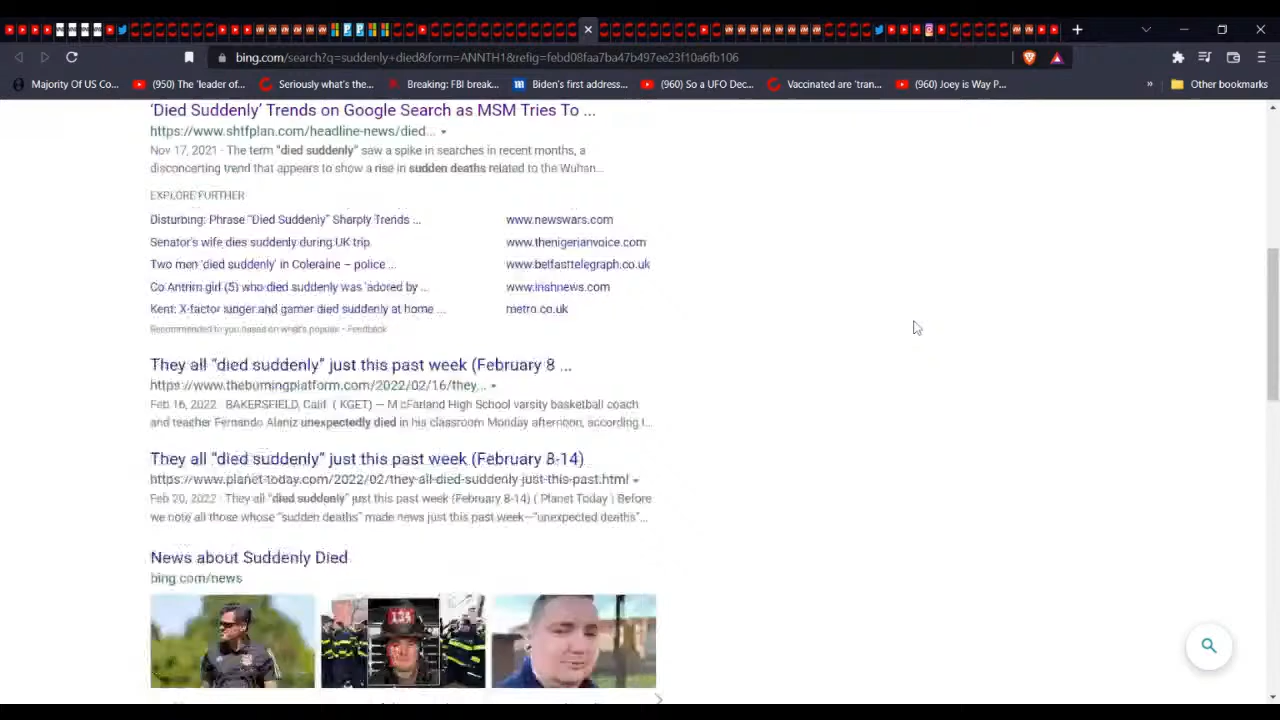 bing.com/search?q=suddenly+died&form=ANNTH1&refig=febd08faa7ba47b497ee23f10a6fb106
Majority Of US Co...
(950) The 'leader of...
Seriously what's the...
Breaking: FBI break...
Biden's first address...
(960) So a UFO Dec...
Vaccinated are 'tran...
(960) Joey is Way P...
»
Other bookmarks
'Died Suddenly' Trends on Google Search as MSM Tries To ...
https://www.shtfplan.com/headline-news/died...
Nov 17, 2021 · The term "died suddenly" saw a spike in searches in recent months, a
disconcerting trend that appears to show a rise in sudden deaths related to the Wuhan...
EXPLORE FURTHER
Disturbing: Phrase "Died Suddenly" Sharply Trends ...
www.newswars.com
Senator's wife dies suddenly during UK trip
www.thenigerianvoice.com
Two men 'died suddenly' in Coleraine – police ...
www.belfasttelegraph.co.uk
Co Antrim girl (5) who died suddenly was 'adored by ...
www.irishnews.com
Kent: X-factor singer and gamer died suddenly at home ...
metro.co.uk
Recommended to you based on what's popular • Feedback
They all "died suddenly" just this past week (February 8 ...
https://www.theburningplatform.com/2022/02/16/they...
Feb 16, 2022 · BAKERSFIELD, Calif. ( KGET) — McFarland High School varsity basketball coach
and teacher Fernando Alaniz unexpectedly died in his classroom Monday afternoon, according t...
They all "died suddenly" just this past week (February 8-14)
https://www.planet-today.com/2022/02/they-all-died-suddenly-just-this-past.html
Feb 20, 2022 · They all "died suddenly" just this past week (February 8-14) ( Planet Today ) Before
we note all those whose "sudden deaths" made news just this past week—"unexpected deaths"...
News about Suddenly Died
bing.com/news
124